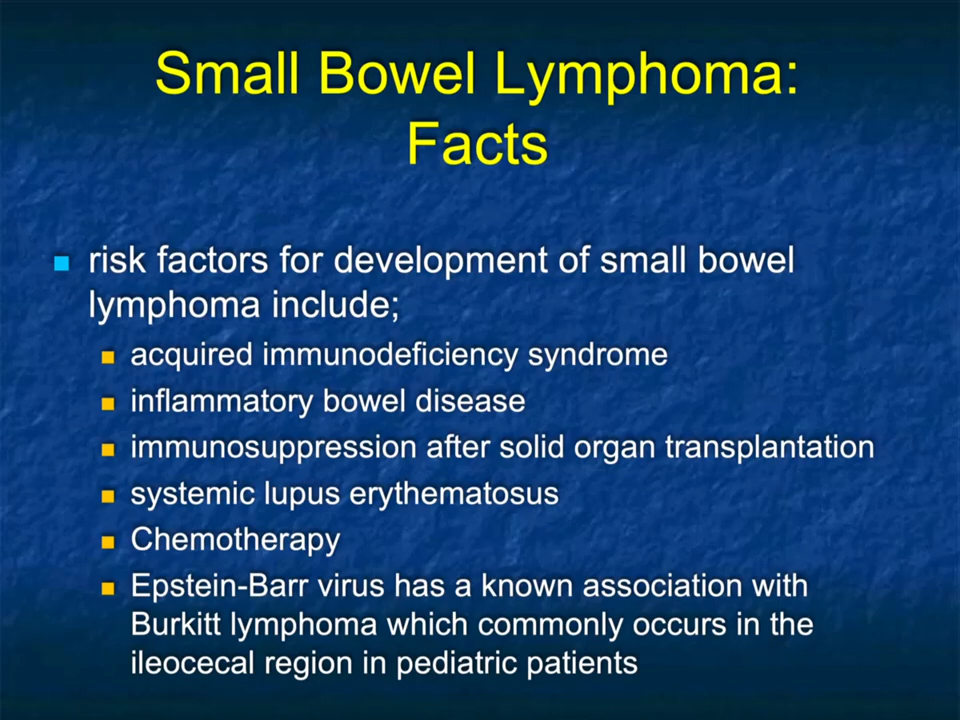 Small Bowel Lymphoma:
Facts
risk factors for development of small bowel
lymphoma include;
acquired immunodeficiency syndrome
inflammatory bowel disease
immunosuppression after solid organ transplantation
systemic lupus erythematosus
Chemotherapy
Epstein-Barr virus has a known association with
Burkitt lymphoma which commonly occurs in the
ileocecal region in pediatric patients